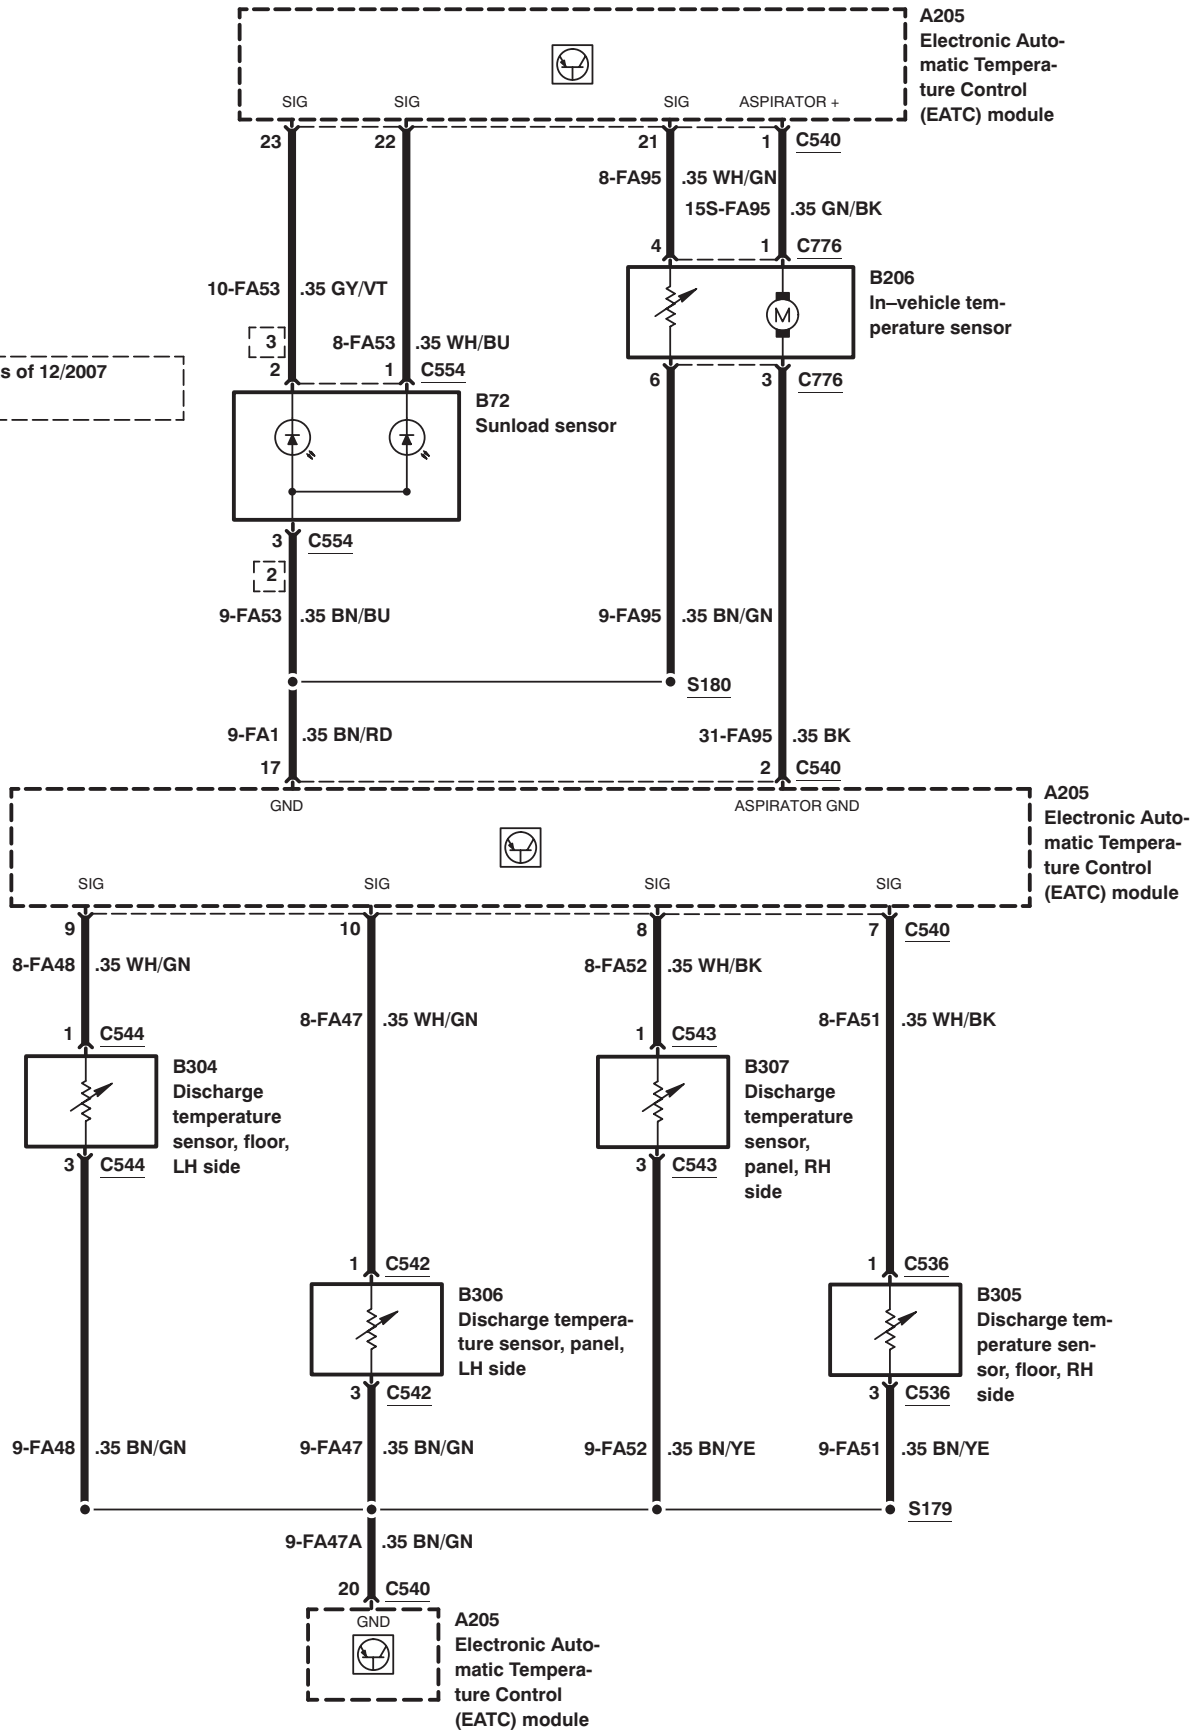 A205
Electronic Auto-
matic Tempera-
ture Control
(EATC) module
SIG SIG SIG ASPIRATOR +
23 22 21 1 C540
8-FA95 .35 WH/GN
15S-FA95 .35 GN/BK
4 1 C776
B206
In–vehicle tem-
perature sensor
M
10-FA53 .35 GY/VT
3 8-FA53 .35 WH/BU
s of 12/2007
2 1 C554
6 3 C776
B72
Sunload sensor
3 C554
2
9-FA53 .35 BN/BU 9-FA95 .35 BN/GN
S180
9-FA1 .35 BN/RD 31-FA95 .35 BK
17 2 C540
GND ASPIRATOR GND
A205
Electronic Auto-
matic Tempera-
ture Control
(EATC) module
SIG SIG SIG SIG
9 10 8 7 C540
8-FA48 .35 WH/GN 8-FA52 .35 WH/BK
8-FA47 .35 WH/GN 8-FA51 .35 WH/BK
1 C544 1 C543
B304
Discharge
temperature
sensor, floor,
LH side
B307
Discharge
temperature
sensor,
panel, RH
side
3 C544 3 C543
1 C542 1 C536
B306
Discharge tempera-
ture sensor, panel,
LH side
B305
Discharge tem-
perature sen-
sor, floor, RH
side
3 C542 3 C536
9-FA48 .35 BN/GN 9-FA47 .35 BN/GN 9-FA52 .35 BN/YE 9-FA51 .35 BN/YE
S179
9-FA47A .35 BN/GN
20 C540
GND
A205
Electronic Auto-
matic Tempera-
ture Control
(EATC) module